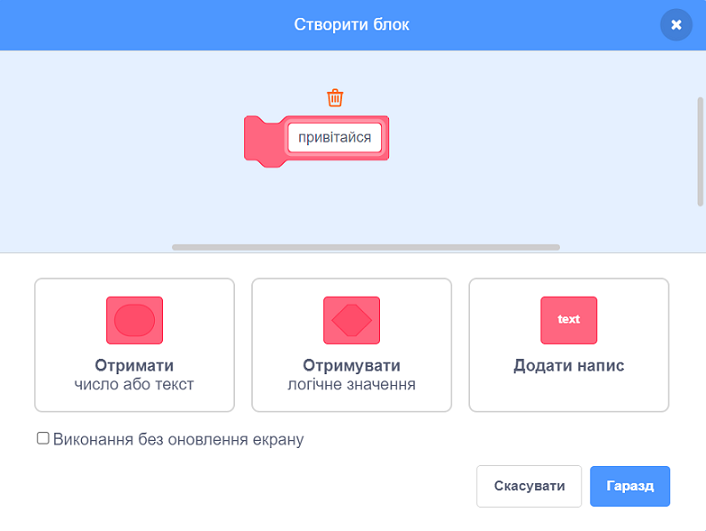 Створити блок
привітайся
text
Отримати
число або текст
Отримувати
логічне значення
Додати напис
Виконання без оновлення екрану
Скасувати
Гаразд